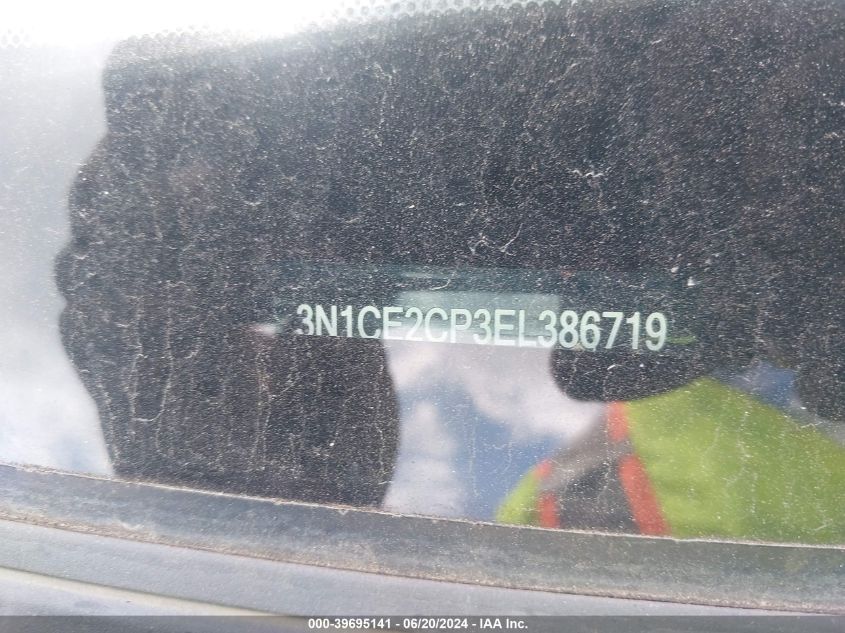 3N1CE2CP3EL386719
000-39695141 - 06/20/2024 - IAA Inc.